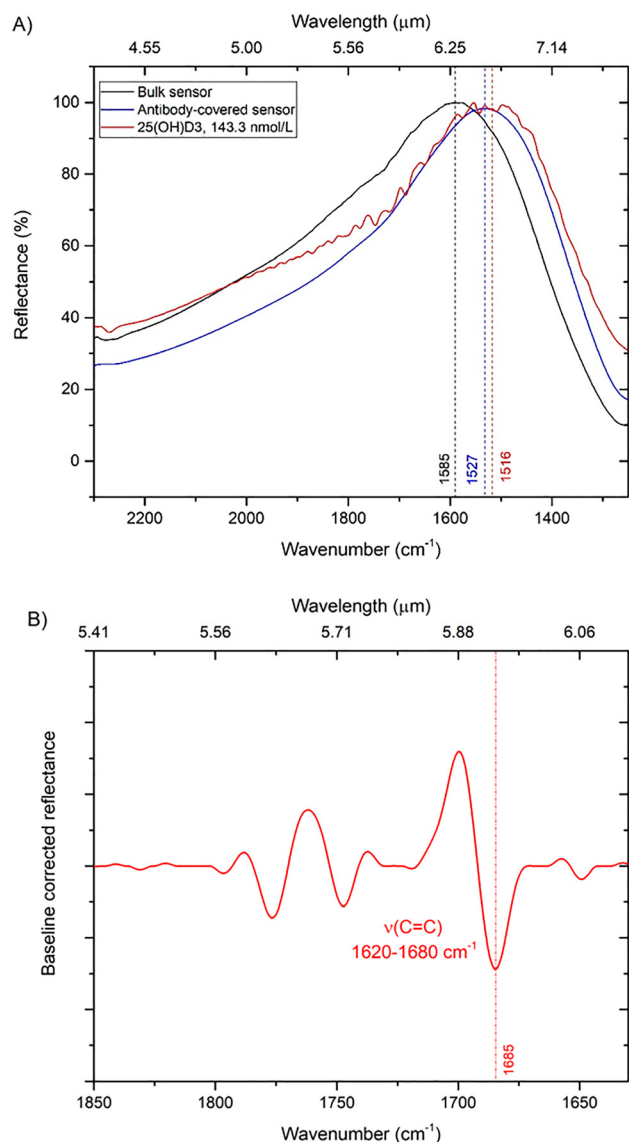 A)
Wavelength (μm)
4.55 5.00 5.56 6.25 7.14
Bulk sensor
Antibody-covered sensor
25(OH)D3, 143.3 nmol/L
Reflectance (%)
100
80
60
40
20
0
1585
1527
1516
2200 2000 1800 1600 1400
Wavenumber (cm⁻¹)
B)
Wavelength (μm)
5.41 5.56 5.71 5.88 6.06
Baseline corrected reflectance
ν(C=C)
1620-1680 cm⁻¹
1685
1850 1800 1750 1700 1650
Wavenumber (cm⁻¹)